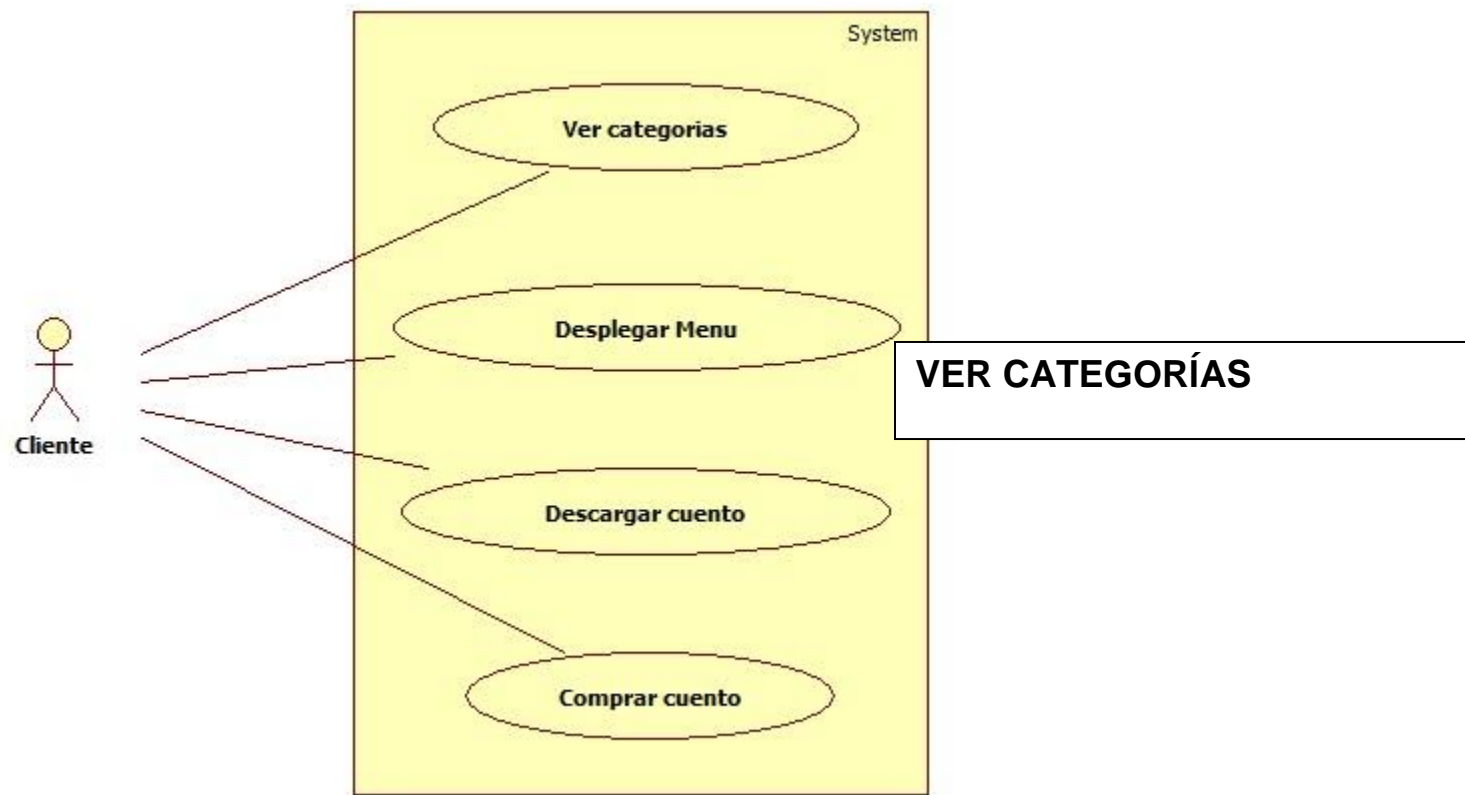 System
Ver categorias
Desplegar Menu
VER CATEGORÍAS
Cliente
Descargar cuento
Comprar cuento